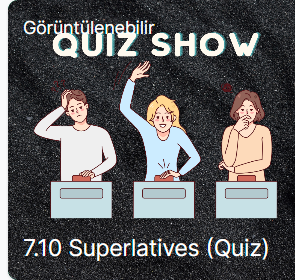 Görüntülenebilir
QUIZ SHOW
7.10 Superlatives (Quiz)